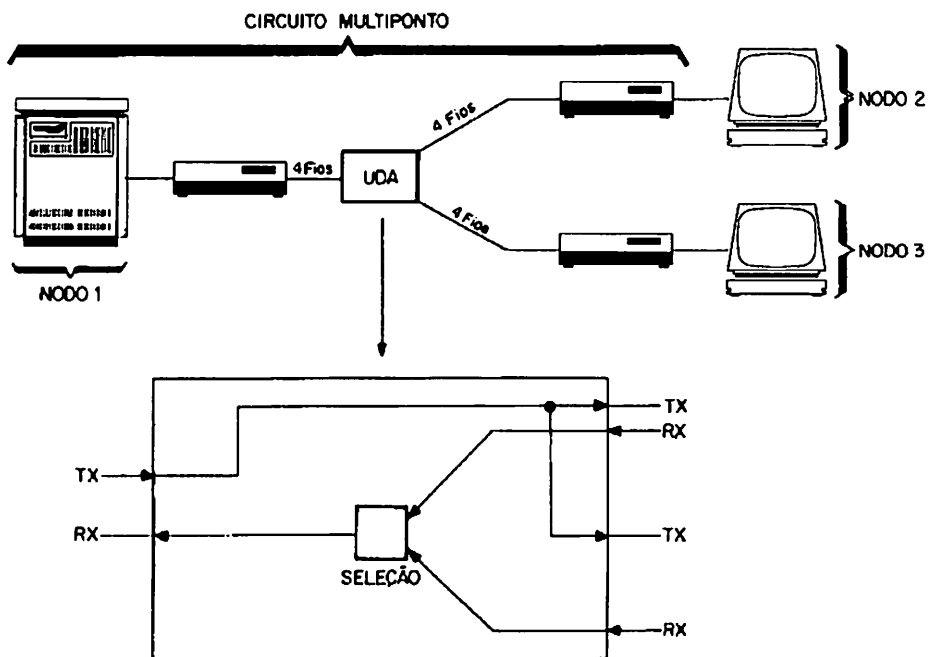 CIRCUITO MULTIPONTO
4 Fios
NODO 2
4 Fios
UDA
4 Fios
NODO 3
NODO 1
TX
RX
TX
RX
SELEÇÃO
TX
RX